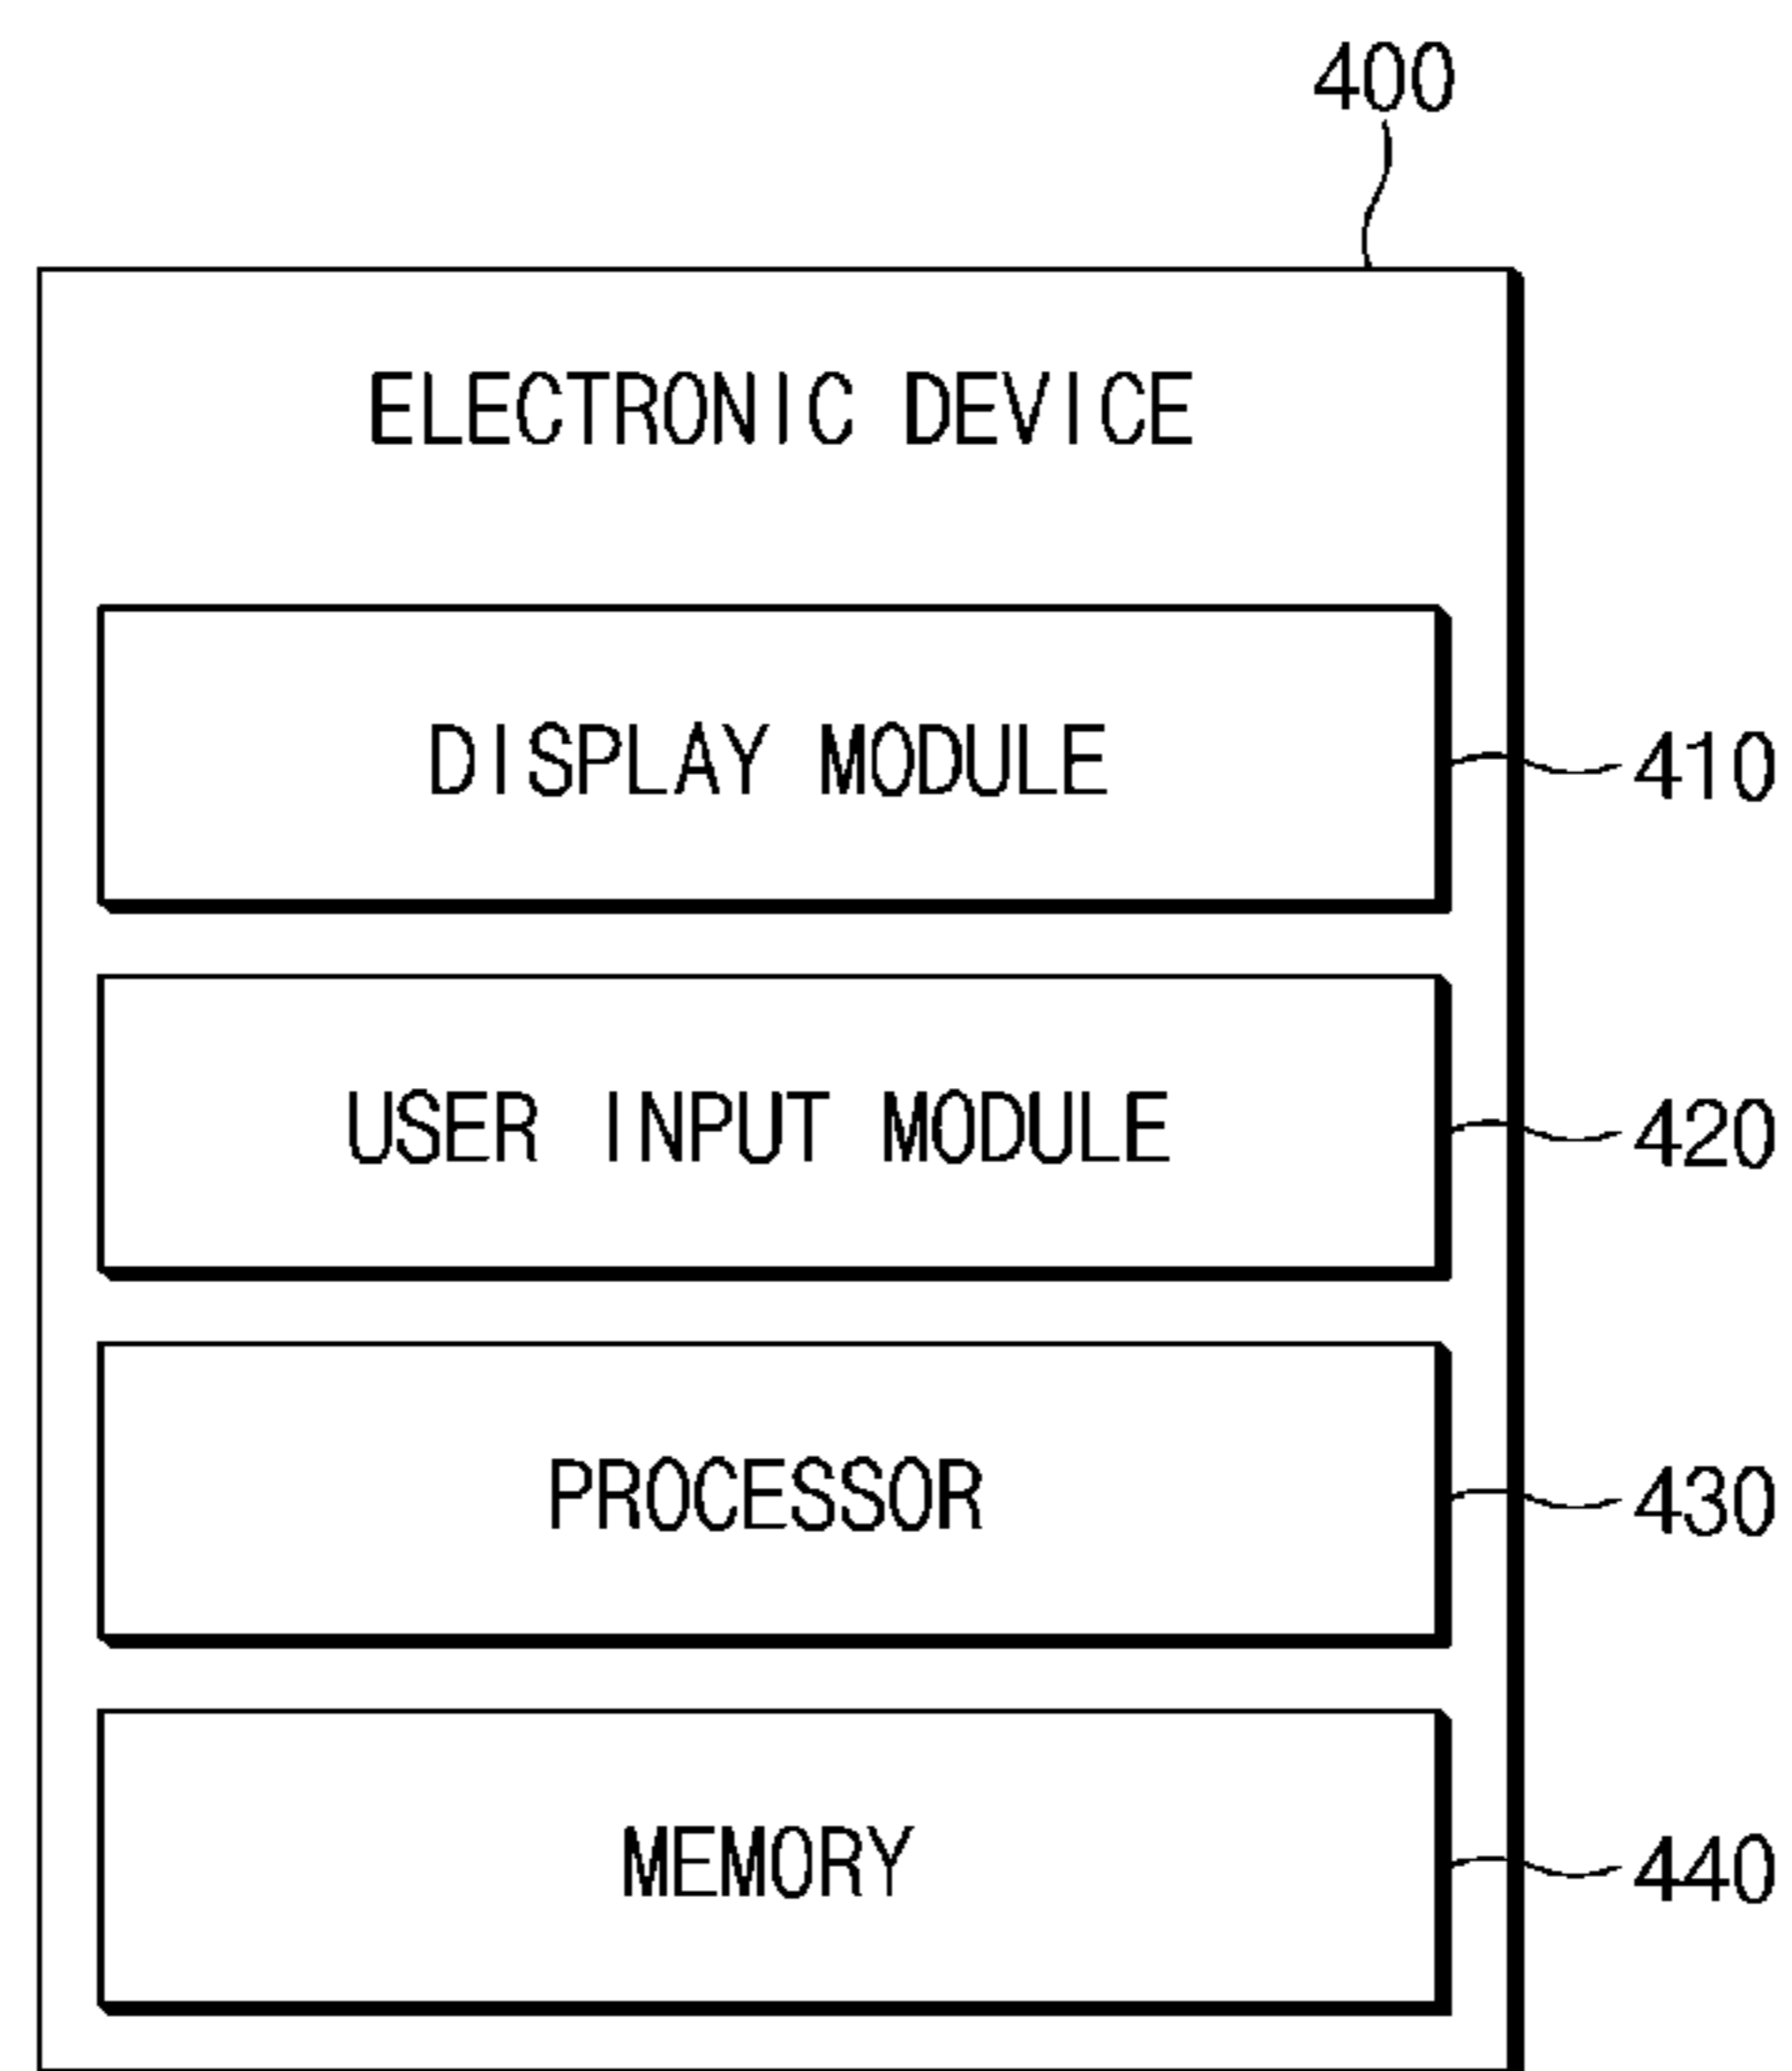 400
ELECTRONIC DEVICE
DISPLAY MODULE 410
USER INPUT MODULE 420
PROCESSOR 430
MEMORY 440